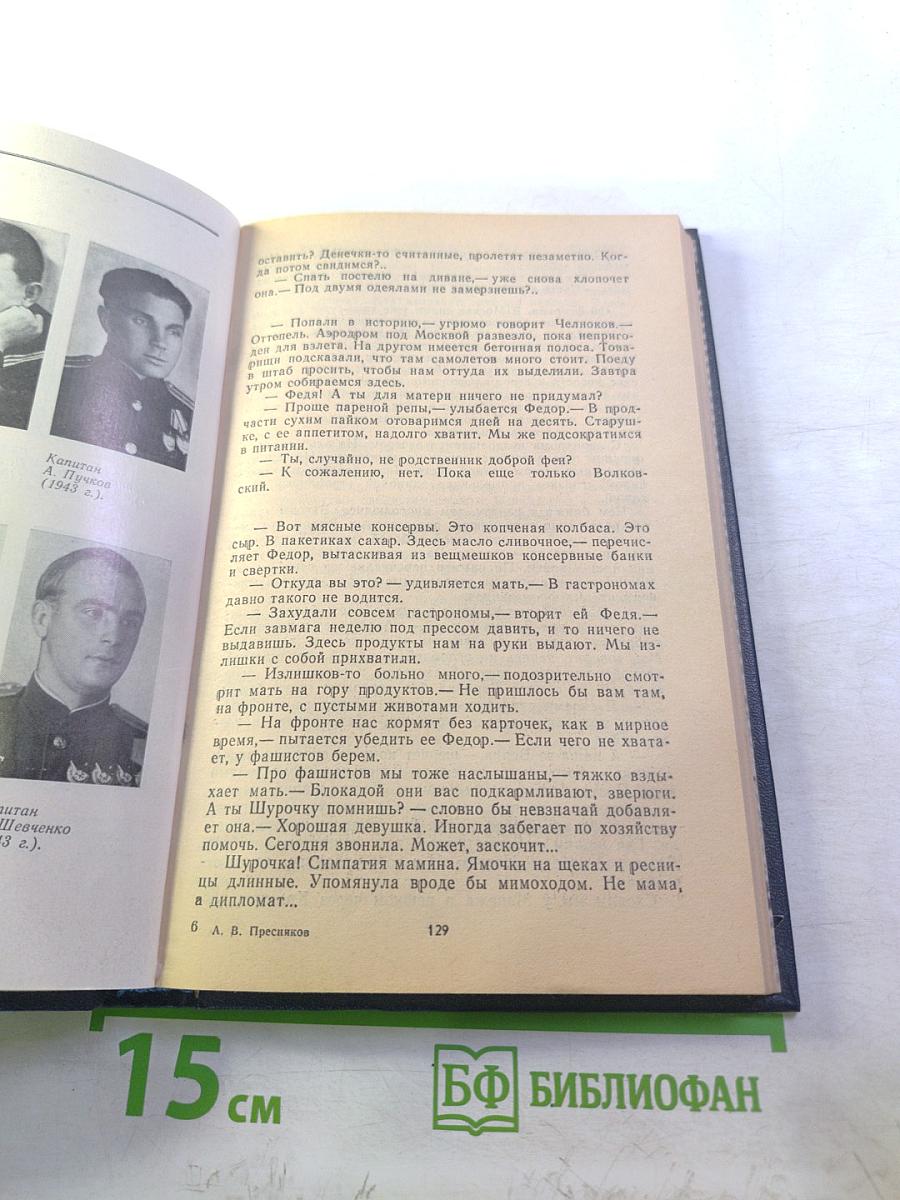 Капитан
А. Пучков
(1943 г.).
питан
Шевченко
3 г.).
оставить? Денечки-то считанные, пролетят незаметно. Ког-
да потом свидимся?..
— Спать постелю на диване,— уже снова хлопочет
она.— Под двумя одеялами не замерзнешь?..
— Попали в историю,— угрюмо говорит Челноков.—
Оттепель. Аэродром под Москвой развезло, пока непригo-
ден для взлета. На другом имеется бетонная полоса. Това-
рищи подсказали, что там самолетов много стоит. Поеду
в штаб просить, чтобы нам оттуда их выделили. Завтра
утром собираемся здесь.
— Федя! А ты для матери ничего не придумал?
— Проще пареной репы,— улыбается Федор.— В прод-
части сухим пайком отоваримся дней на десять. Старуш-
ке, с ее аппетитом, надолго хватит. Мы же подсократимся
в питании.
— Ты, случайно, не родственник доброй феи?
— К сожалению, нет. Пока еще только Волков-
ский.
— Вот мясные консервы. Это копченая колбаса. Это
сыр. В пакетиках сахар. Здесь масло сливочное,— перечис-
ляет Федор, вытаскивая из вещмешков консервные банки
и свертки.
— Откуда вы это? — удивляется мать,— В гастрономах
давно такого не водится.
— Захудали совсем гастрономы,— вторит ей Федя.—
Если завмага неделю под прессом давить, и то ничего не
выдавишь. Здесь продукты нам на руки выдают. Мы из-
лишки с собой прихватили.
— Излишков-то больно много,— подозрительно смот-
рит мать на гору продуктов.— Не пришлось бы вам там,
на фронте, с пустыми животами ходить.
— На фронте нас кормят без карточек, как в мирное
время,— пытается убедить ее Федор.— Если чего не хвата-
ет, у фашистов берем.
— Про фашистов мы тоже наслышаны,— тяжко взды-
хает мать.— Блокадой они вас подкармливают, зверюги.
А ты Шурочку помнишь? — словно бы невзначай добавля-
ет она.— Хорошая девушка. Иногда забегает по хозяйству
помочь. Сегодня звонила. Может, заскочит...
Шурочка! Симпатия мамина. Ямочки на щеках и ресни-
цы длинные. Упомянула вроде бы мимоходом. Не мама,
а дипломат...
6 А. В. Пресняков 129
15 см
БФ БИБЛИОФАН